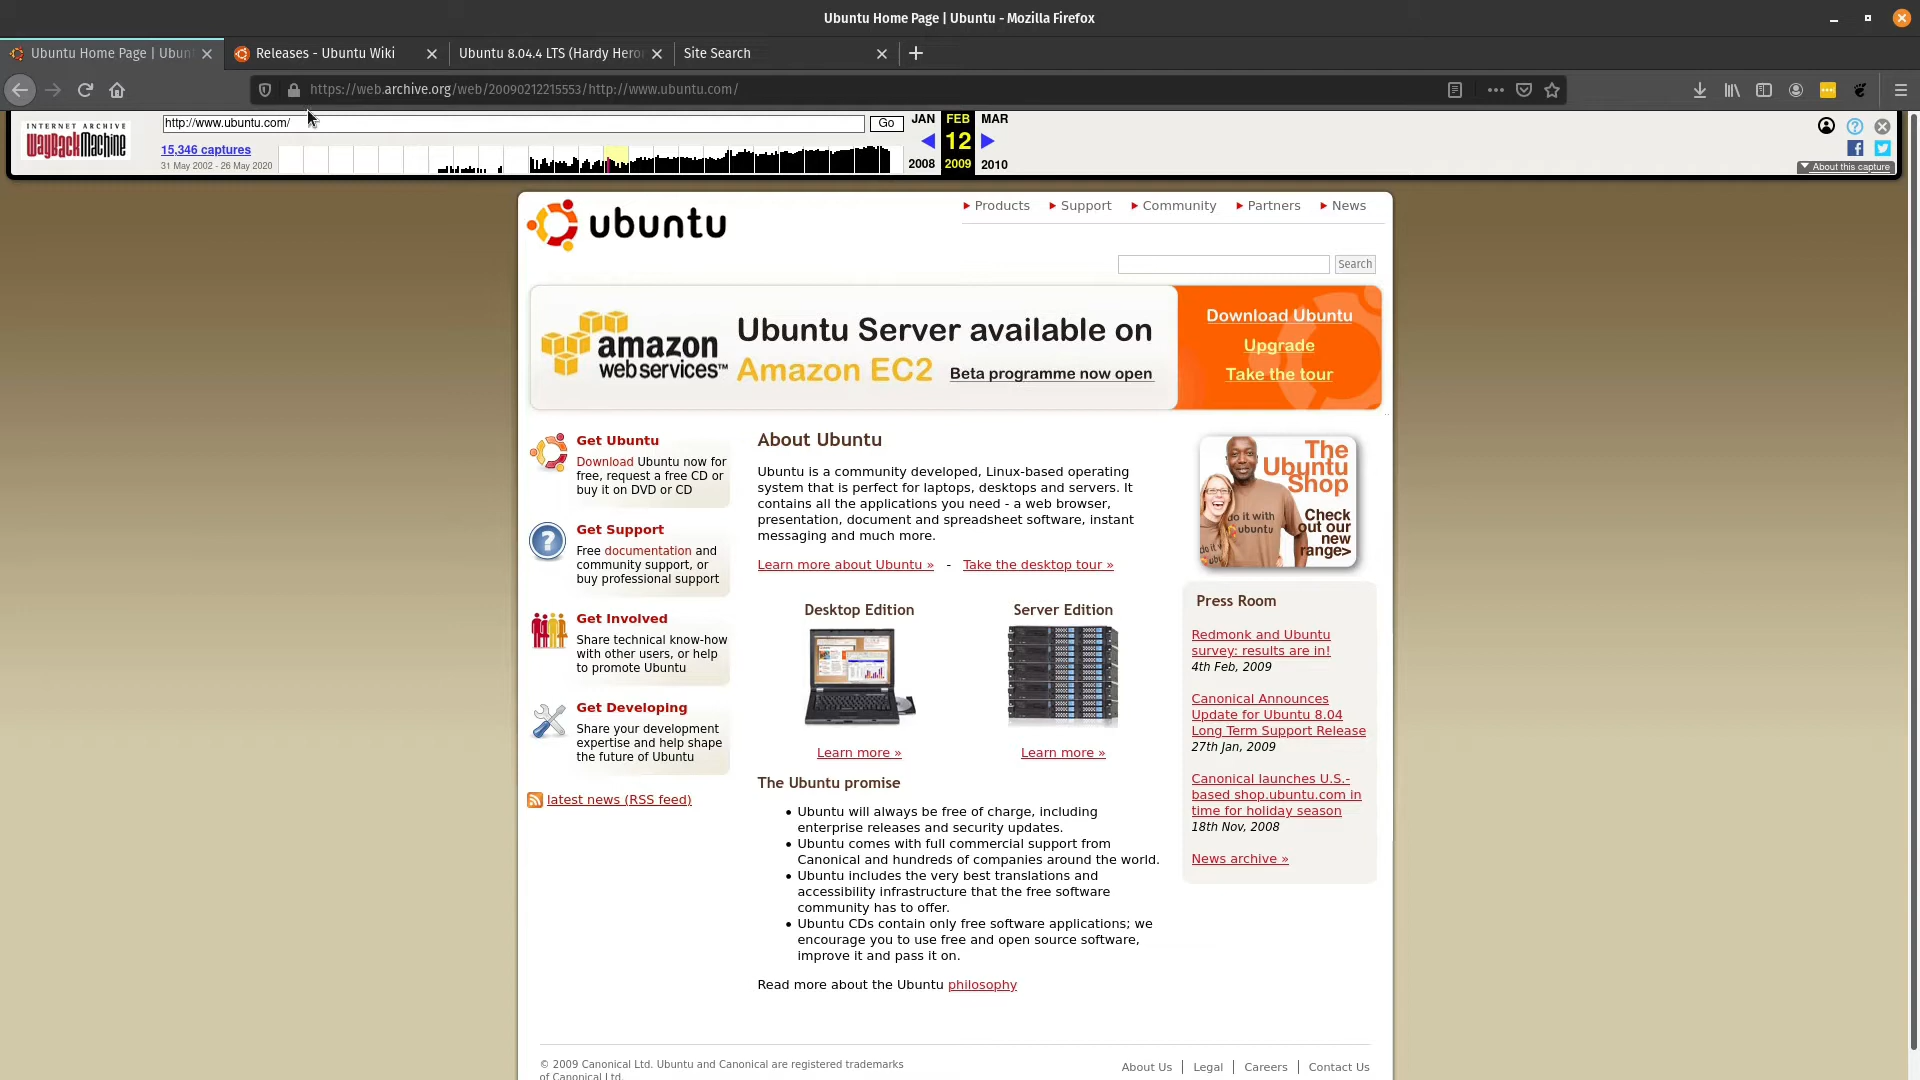 Ubuntu Home Page | Ubuntu - Mozilla Firefox
Ubuntu Home Page | Ubun
Releases - Ubuntu Wiki
Ubuntu 8.04.4 LTS (Hardy Hero
Site Search
https://web.archive.org/web/20090212215553/http://www.ubuntu.com/
INTERNET ARCHIVE
WayBackMachine
http://www.ubuntu.com/
Go
JAN FEB MAR
15,346 captures
12
31 May 2002 - 26 May 2020
2008 2009 2010
About this capture
ubuntu
Products
Support
Community
Partners
News
Search
amazon
web services™
Ubuntu Server available on
Amazon EC2
Beta programme now open
Download Ubuntu
Upgrade
Take the tour
Get Ubuntu
Download Ubuntu now for
free, request a free CD or
buy it on DVD or CD
Get Support
Free documentation and
community support, or
buy professional support
Get Involved
Share technical know-how
with other users, or help
to promote Ubuntu
Get Developing
Share your development
expertise and help shape
the future of Ubuntu
latest news (RSS feed)
About Ubuntu
Ubuntu is a community developed, Linux-based operating
system that is perfect for laptops, desktops and servers. It
contains all the applications you need - a web browser,
presentation, document and spreadsheet software, instant
messaging and much more.
Learn more about Ubuntu » - Take the desktop tour »
Desktop Edition
Server Edition
Learn more »
Learn more »
The Ubuntu promise
Ubuntu will always be free of charge, including
enterprise releases and security updates.
Ubuntu comes with full commercial support from
Canonical and hundreds of companies around the world.
Ubuntu includes the very best translations and
accessibility infrastructure that the free software
community has to offer.
Ubuntu CDs contain only free software applications; we
encourage you to use free and open source software,
improve it and pass it on.
Read more about the Ubuntu philosophy
The
Ubuntu
Shop
do it with
ubuntu
do it
Check
out our
new
range>
Press Room
Redmonk and Ubuntu
survey: results are in!
4th Feb, 2009
Canonical Announces
Update for Ubuntu 8.04
Long Term Support Release
27th Jan, 2009
Canonical launches U.S.-
based shop.ubuntu.com in
time for holiday season
18th Nov, 2008
News archive »
© 2009 Canonical Ltd. Ubuntu and Canonical are registered trademarks
of Canonical Ltd.
About Us
Legal
Careers
Contact Us